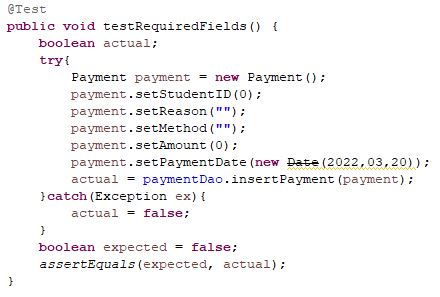 @Test
public void testRequiredFields() {
    boolean actual;
    try{
        Payment payment = new Payment();
        payment.setStudentID(0);
        payment.setReason("");
        payment.setMethod("");
        payment.setAmount(0);
        payment.setPaymentDate(new Date(2022,03,20));
        actual = paymentDao.insertPayment(payment);
    }catch(Exception ex){
        actual = false;
    }
    boolean expected = false;
    assertEquals(expected, actual);
}